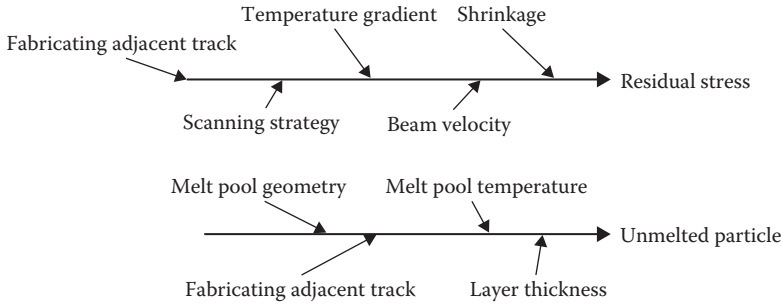 Temperature gradient
Shrinkage
Fabricating adjacent track
Residual stress
Scanning strategy
Beam velocity
Melt pool geometry
Melt pool temperature
Unmelted particle
Fabricating adjacent track
Layer thickness